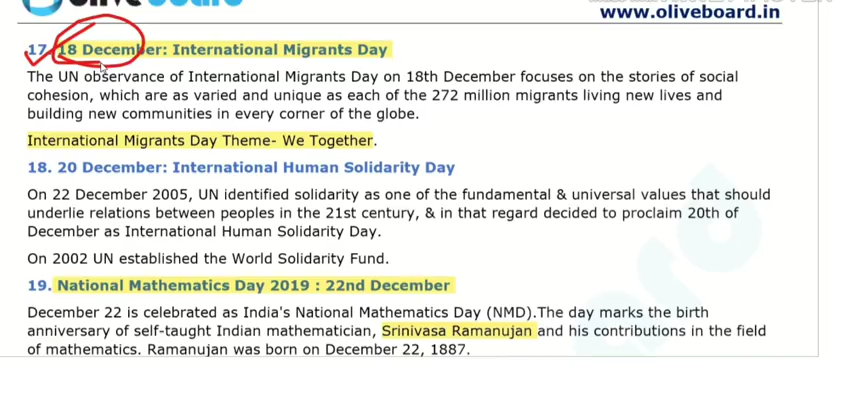 www.oliveboard.in
17. 18 December: International Migrants Day
The UN observance of International Migrants Day on 18th December focuses on the stories of social
cohesion, which are as varied and unique as each of the 272 million migrants living new lives and
building new communities in every corner of the globe.
International Migrants Day Theme- We Together.
18. 20 December: International Human Solidarity Day
On 22 December 2005, UN identified solidarity as one of the fundamental & universal values that should
underlie relations between peoples in the 21st century, & in that regard decided to proclaim 20th of
December as International Human Solidarity Day.
On 2002 UN established the World Solidarity Fund.
19. National Mathematics Day 2019 : 22nd December
December 22 is celebrated as India's National Mathematics Day (NMD).The day marks the birth
anniversary of self-taught Indian mathematician, Srinivasa Ramanujan and his contributions in the field
of mathematics. Ramanujan was born on December 22, 1887.